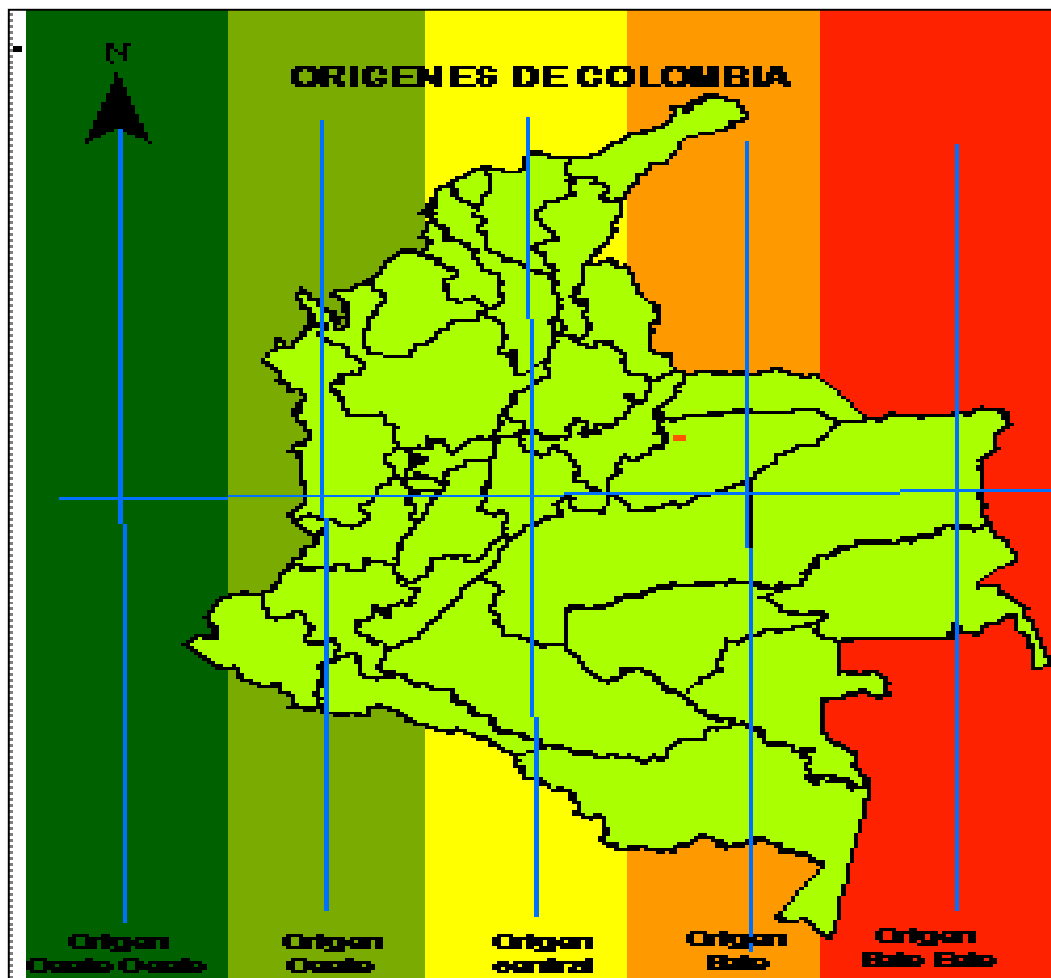 N
ORIGENES DE COLOMBIA
Origen
Oeste Oeste
Origen
Oeste
Origen
central
Origen
Este
Origen
Este Este